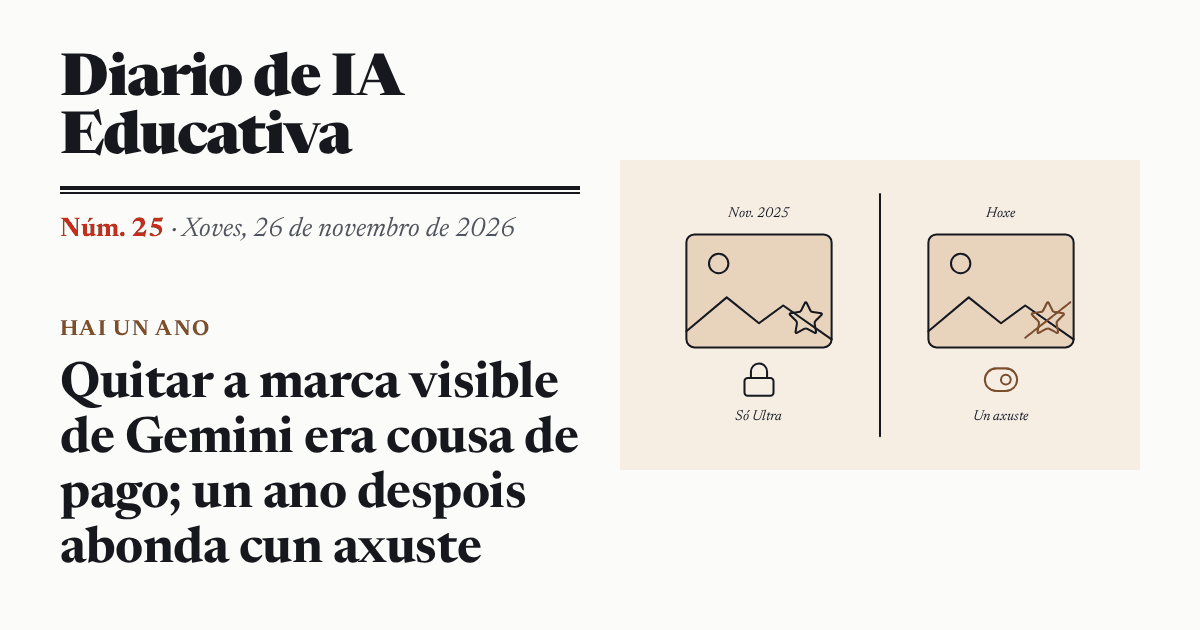 Diario de IA
Educativa
Núm. 25 · Xoves, 26 de novembro de 2026
HAI UN ANO
Quitar a marca visible
de Gemini era cousa de
pago; un ano despois
abonda cun axuste
Nov. 2025
Só Ultra
Hoxe
Un axuste